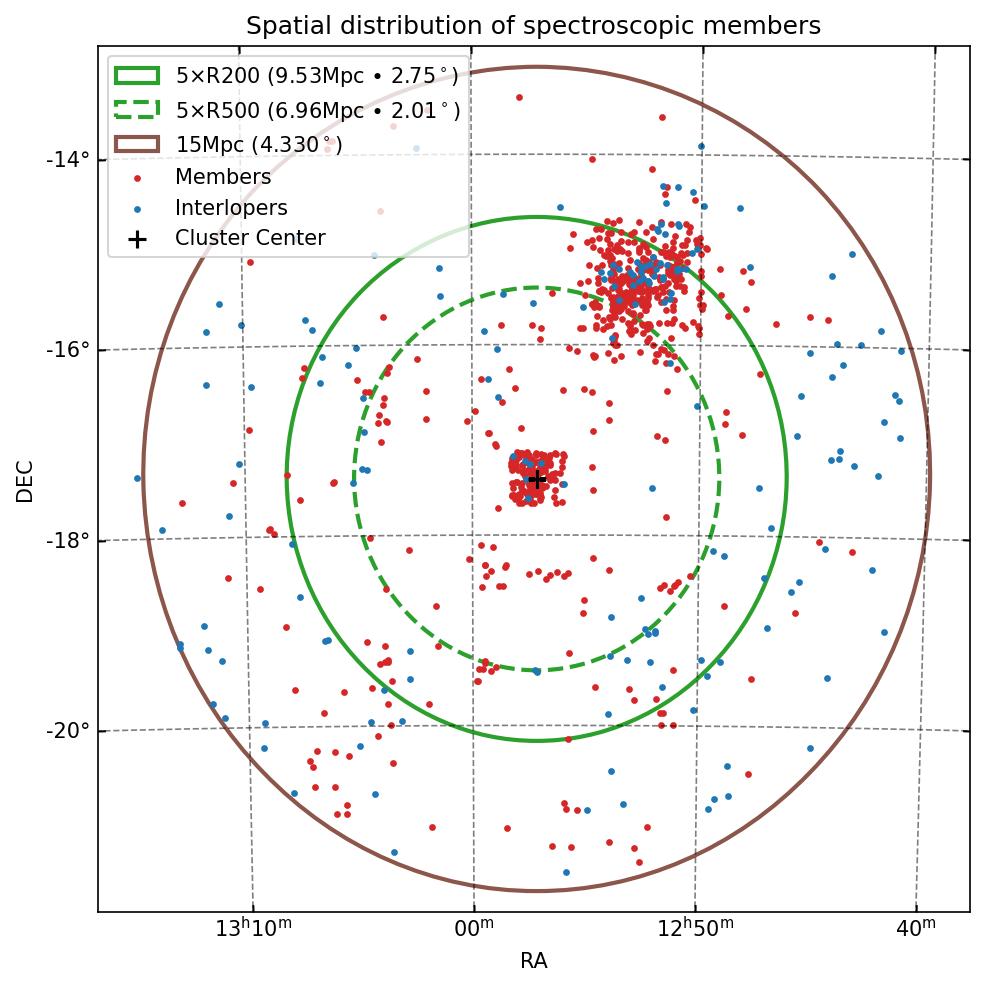 Spatial distribution of spectroscopic members
5×R200 (9.53Mpc • 2.75°)
5×R500 (6.96Mpc • 2.01°)
15Mpc (4.330°)
Members
Interlopers
Cluster Center
-14°
-16°
-18°
-20°
DEC
13ʰ10ᵐ
00ᵐ
12ʰ50ᵐ
40ᵐ
RA